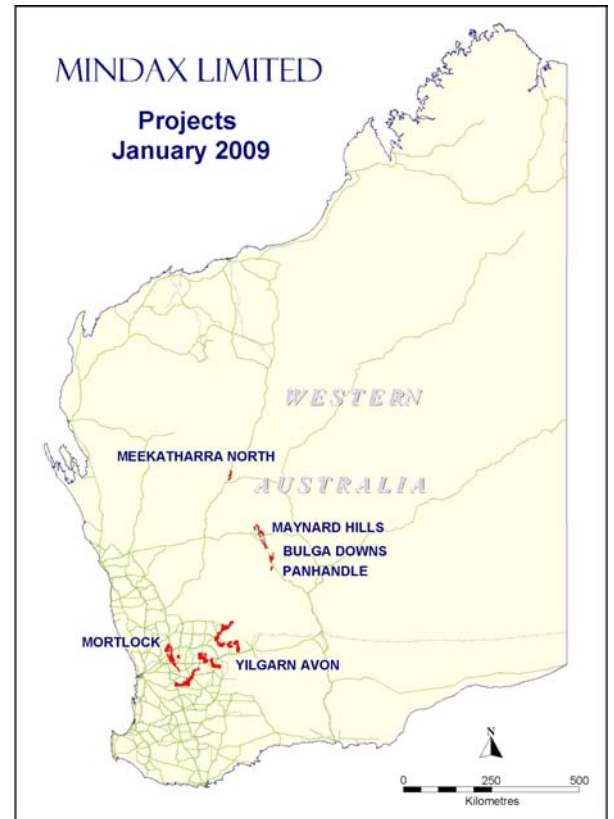 MINDAX LIMITED
Projects
January 2009
WESTERN
MEEKATHARRA NORTH
AUSTRALIA
MAYNARD HILLS
BULGA DOWNS
PANHANDLE
MORTLOCK
YILGARN AVON
N
0 250 500
Kilometres